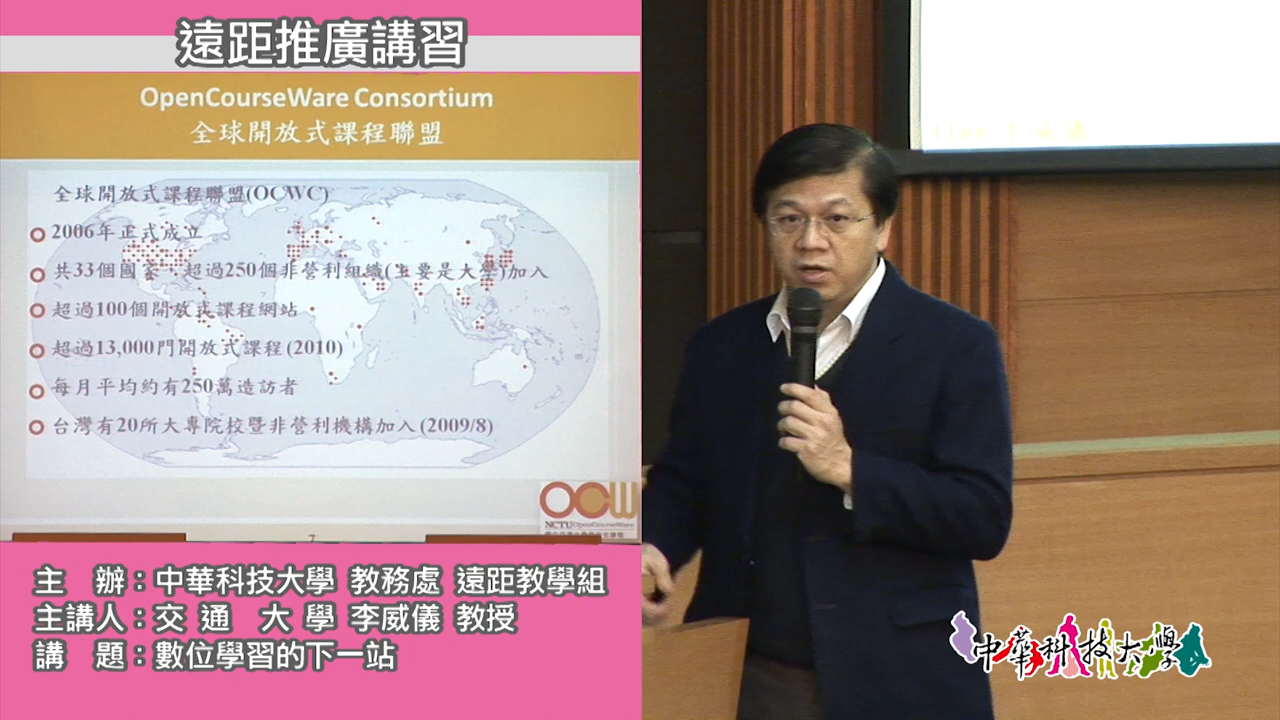 遠距推廣講習
OpenCourseWare Consortium
全球開放式課程聯盟
全球開放式課程聯盟(OCWC)
2006年正式成立
共33個國家，超過250個非營利組織(主要是大學)加入
超過100個開放式課程網站
超過13,000門開放式課程(2010)
每月平均約有250萬造訪者
台灣有20所大專院校暨非營利機構加入(2009/8)
OCW
NCTU OpenCourseWare
7
主　辦：中華科技大學 教務處 遠距教學組
主講人：交 通　大 學 李威儀 教授
講　題：數位學習的下一站
中華科技大學